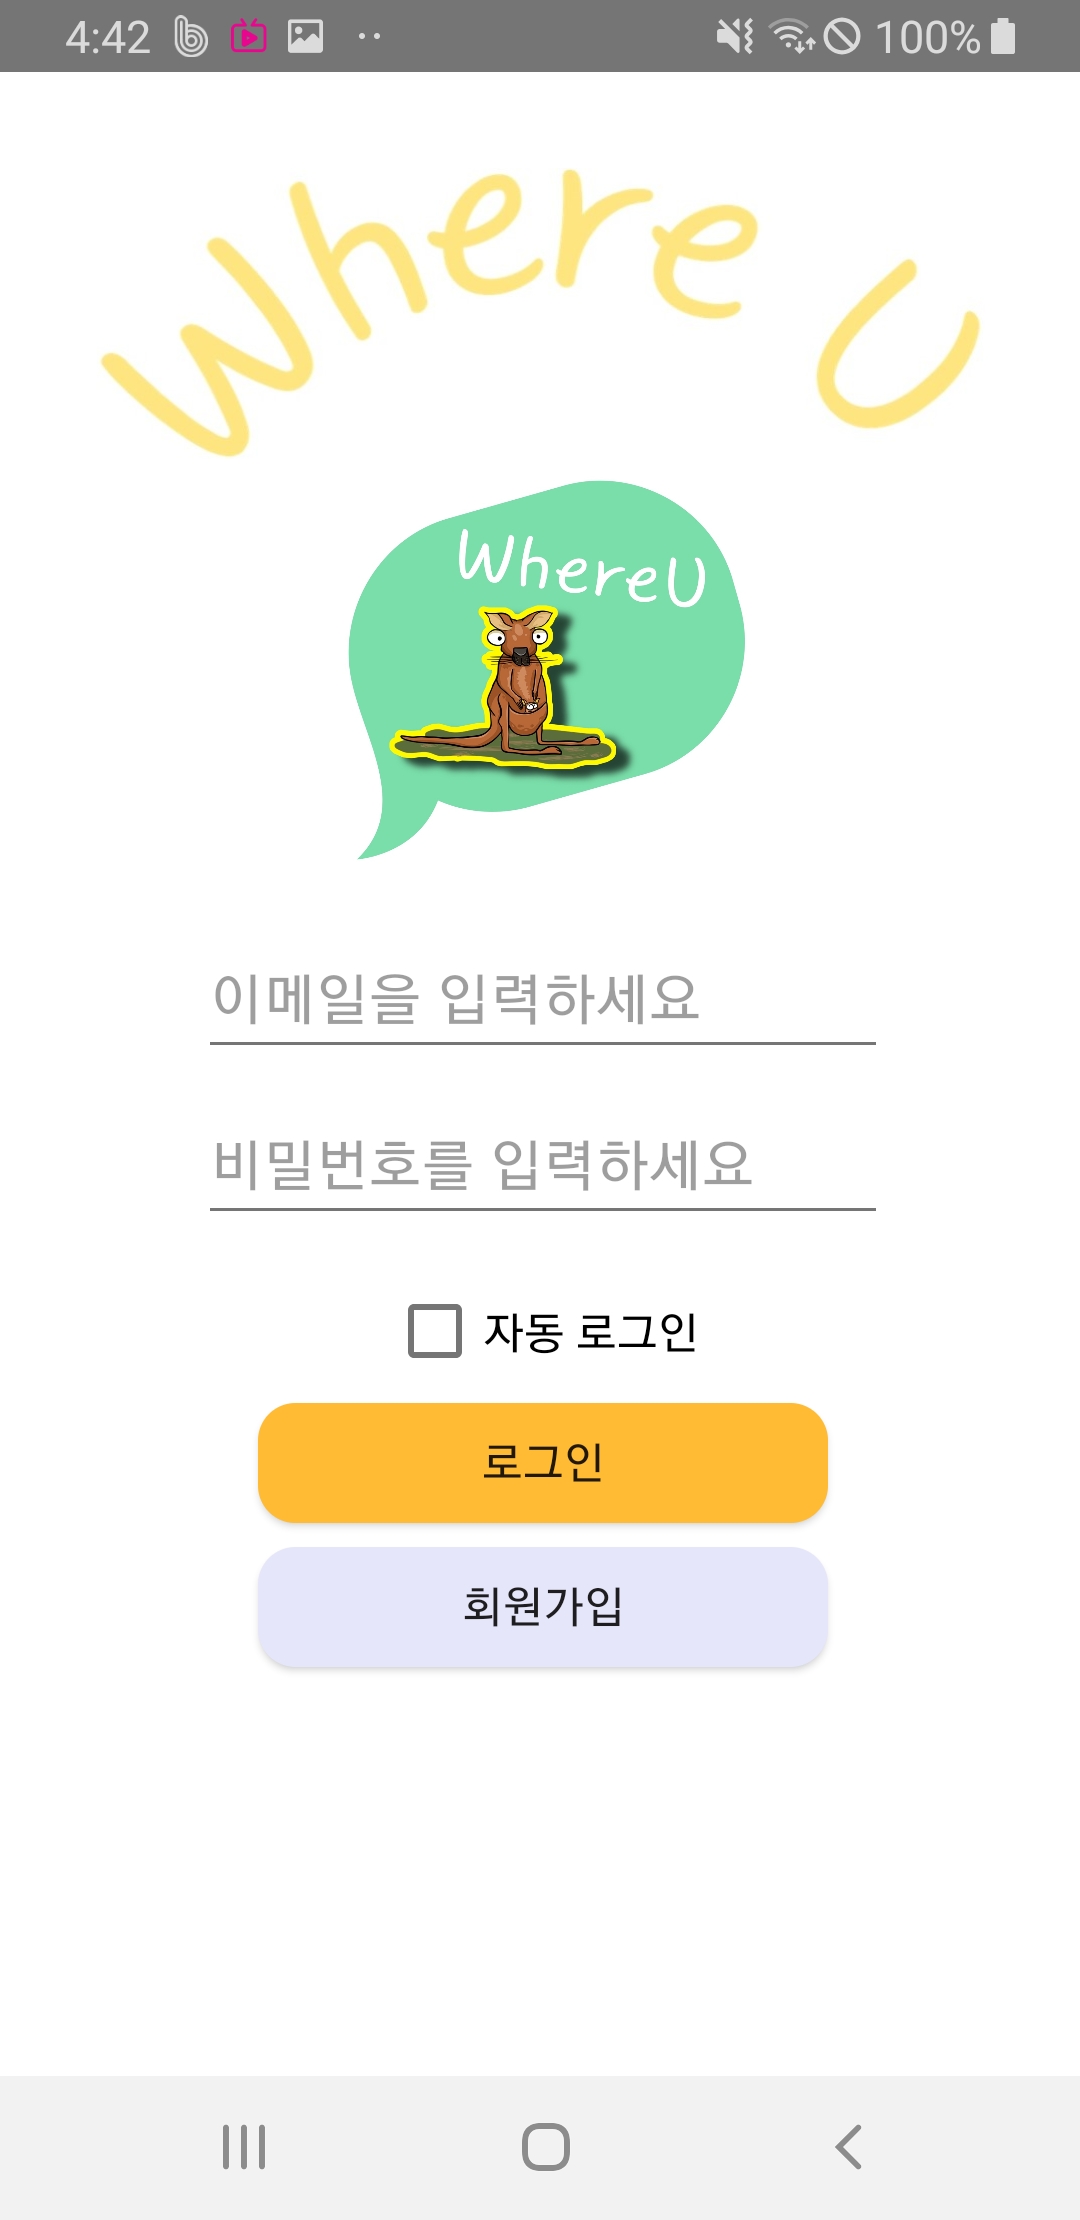 4:42 100%
Where U
WhereU
이메일을 입력하세요
비밀번호를 입력하세요
자동 로그인
로그인
회원가입